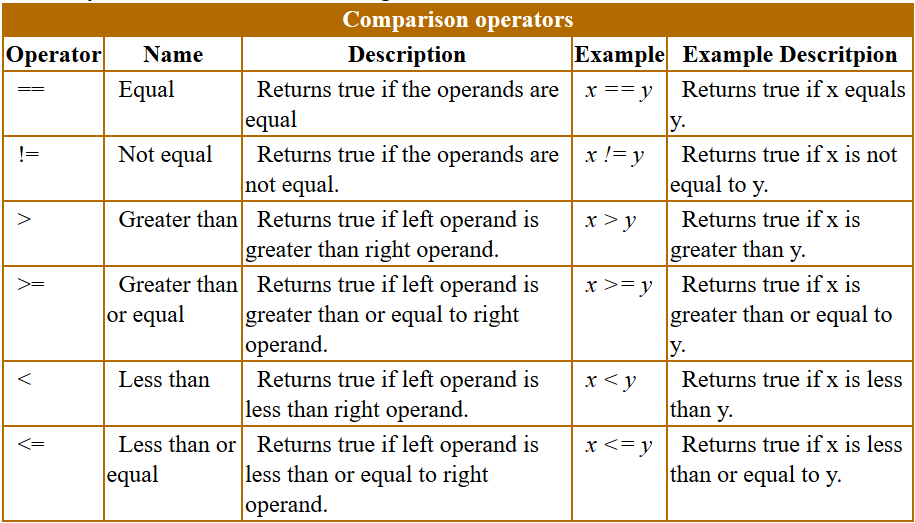 Comparison operators
Operator Name Description Example Example Descritpion
== Equal Returns true if the operands are equal x == y Returns true if x equals y.
!= Not equal Returns true if the operands are not equal. x != y Returns true if x is not equal to y.
> Greater than Returns true if left operand is greater than right operand. x > y Returns true if x is greater than y.
>= Greater than or equal Returns true if left operand is greater than or equal to right operand. x >= y Returns true if x is greater than or equal to y.
< Less than Returns true if left operand is less than right operand. x < y Returns true if x is less than y.
<= Less than or equal Returns true if left operand is less than or equal to right operand. x <= y Returns true if x is less than or equal to y.